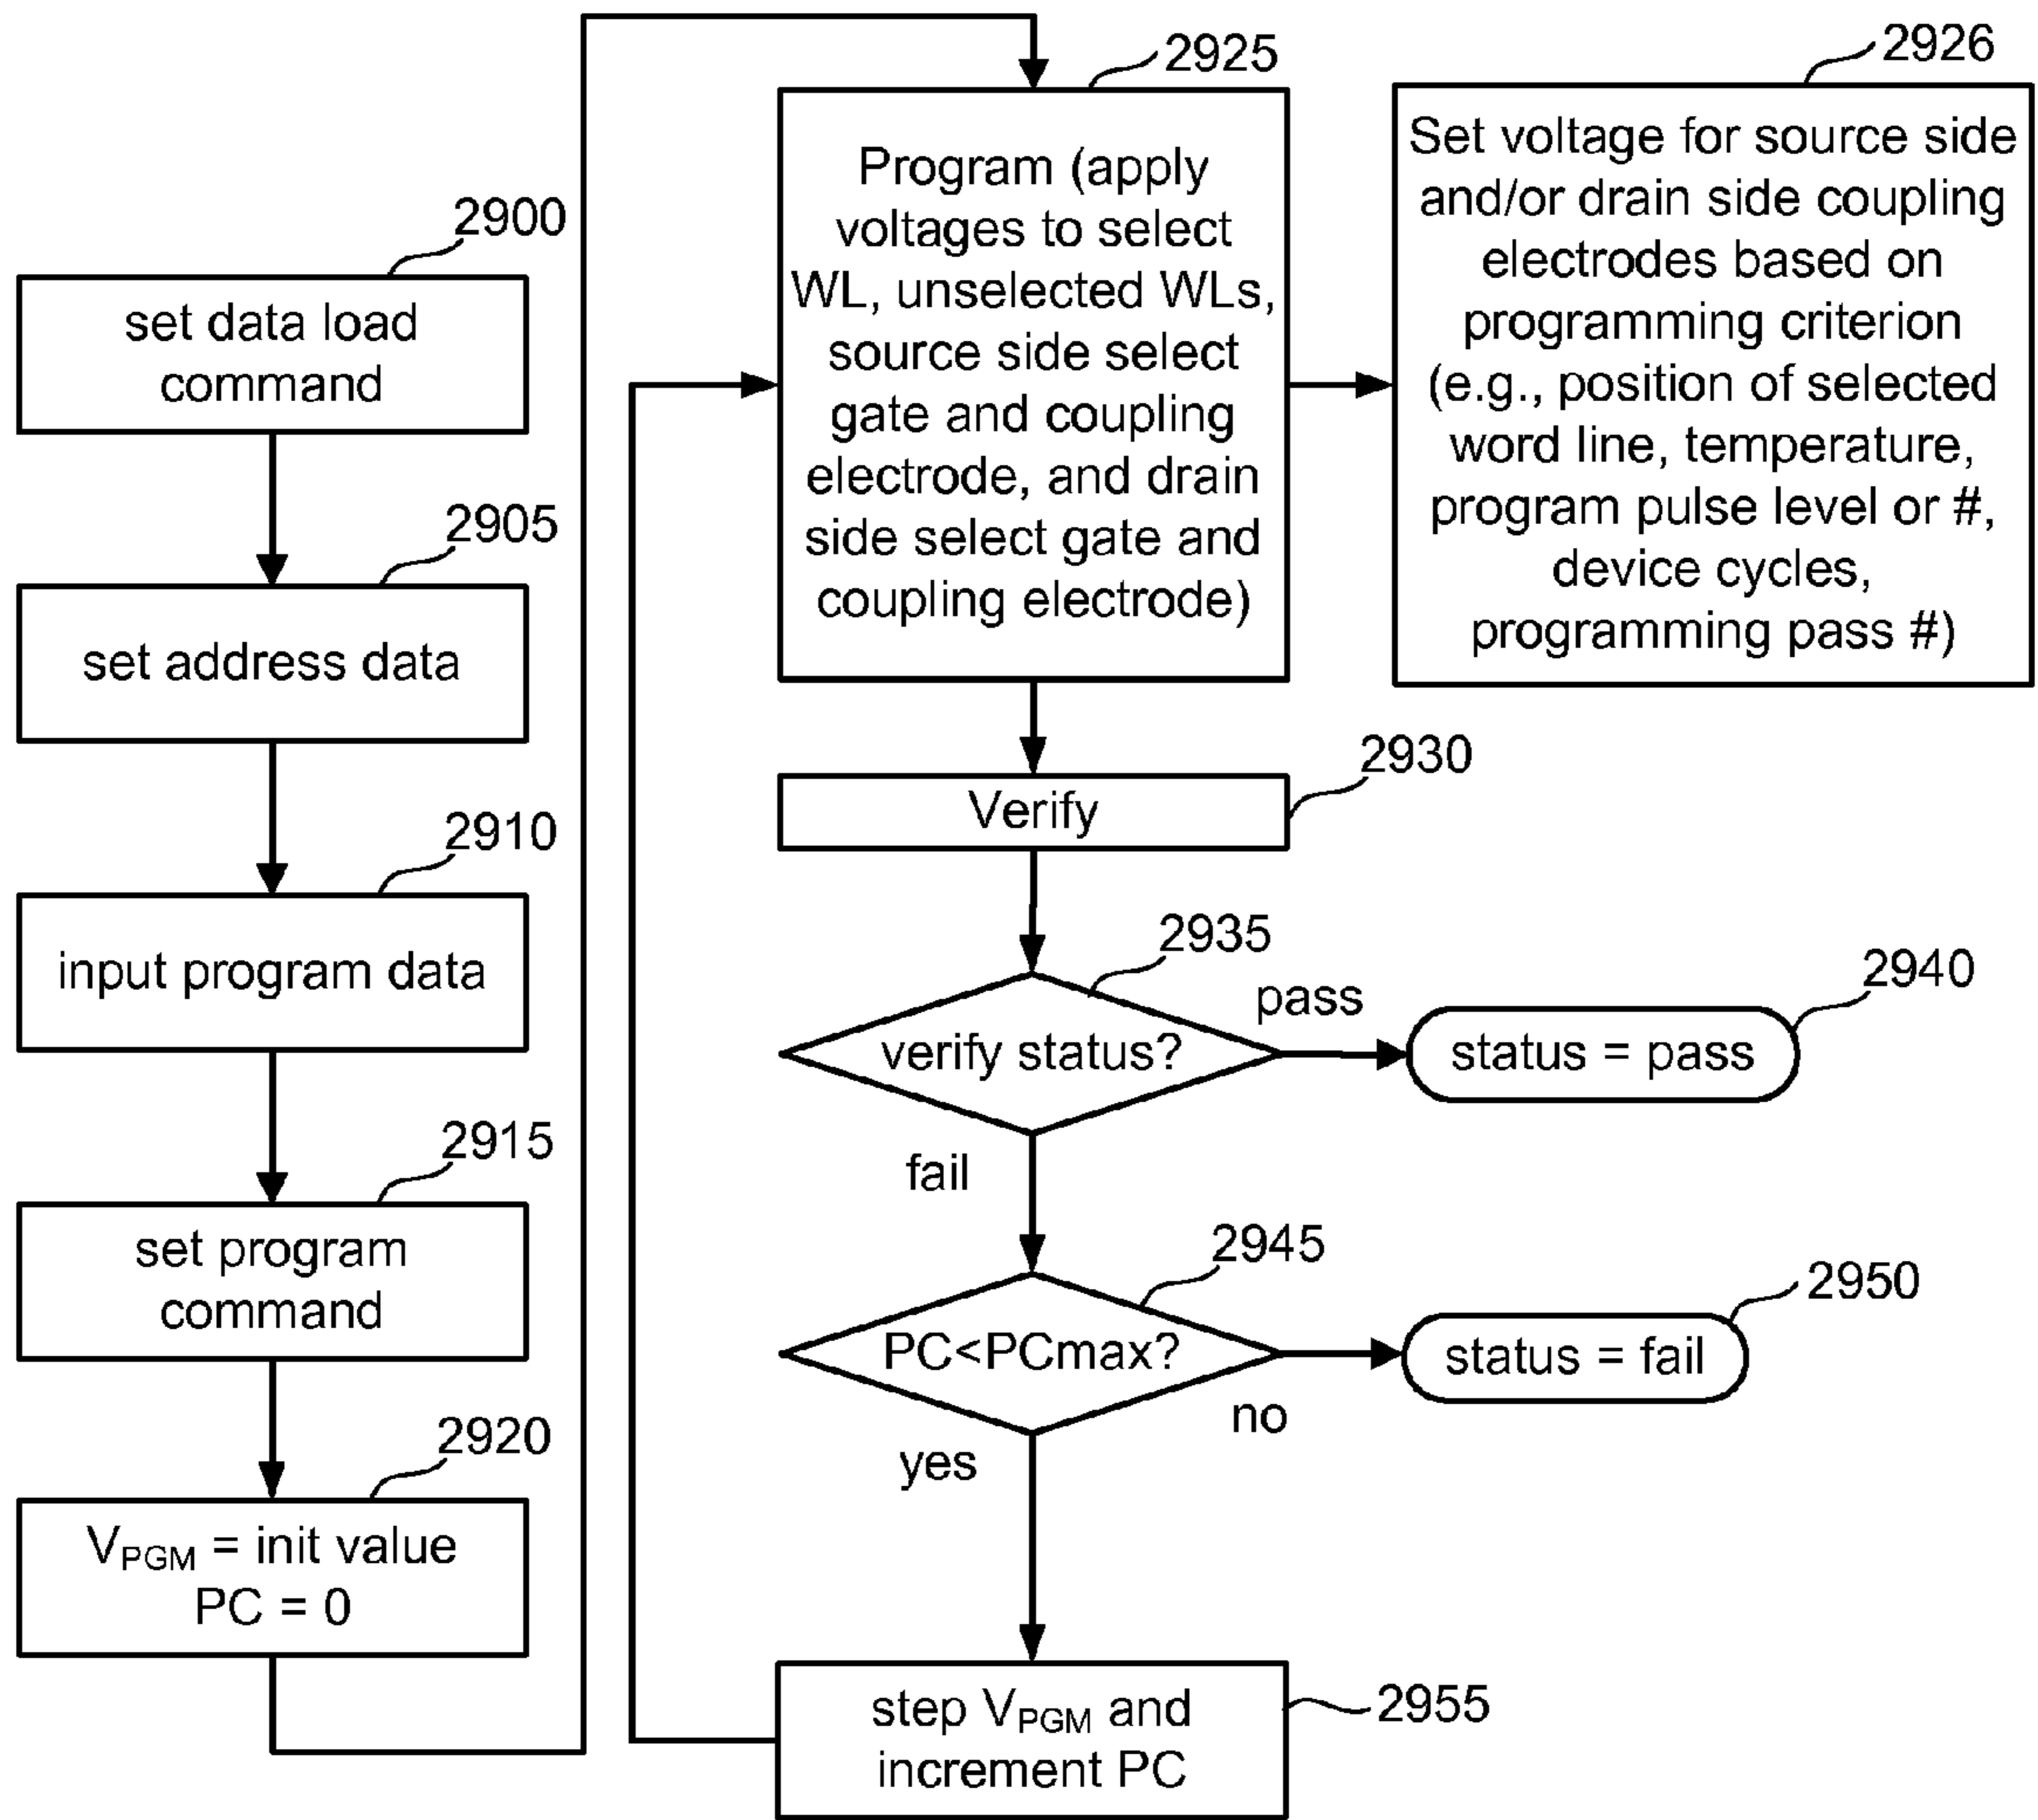 2900
set data load
command
2905
set address data
2910
input program data
2915
set program
command
2920
V_PGM = init value
PC = 0
2925
Program (apply
voltages to select
WL, unselected WLs,
source side select
gate and coupling
electrode, and drain
side select gate and
coupling electrode)
2926
Set voltage for source side
and/or drain side coupling
electrodes based on
programming criterion
(e.g., position of selected
word line, temperature,
program pulse level or #,
device cycles,
programming pass #)
2930
Verify
2935
verify status?
pass
2940
status = pass
fail
2945
PC<PCmax?
no
2950
status = fail
yes
2955
step V_PGM and
increment PC